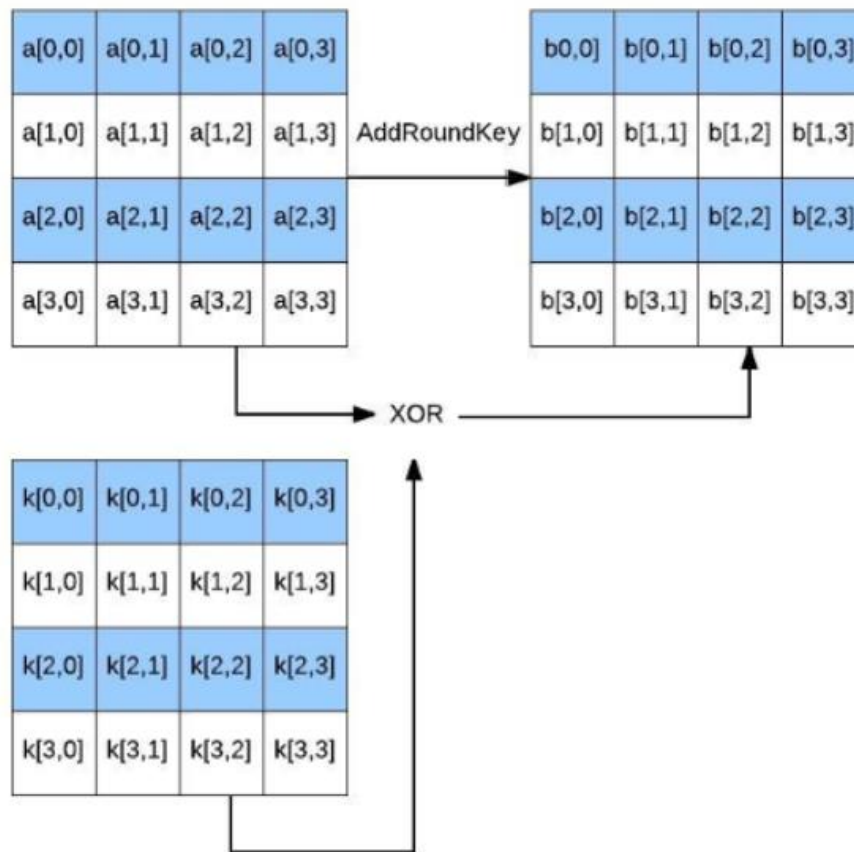 a[0,0] a[0,1] a[0,2] a[0,3]
a[1,0] a[1,1] a[1,2] a[1,3]
a[2,0] a[2,1] a[2,2] a[2,3]
a[3,0] a[3,1] a[3,2] a[3,3]
AddRoundKey
b0,0] b[0,1] b[0,2] b[0,3]
b[1,0] b[1,1] b[1,2] b[1,3]
b[2,0] b[2,1] b[2,2] b[2,3]
b[3,0] b[3,1] b[3,2] b[3,3]
XOR
k[0,0] k[0,1] k[0,2] k[0,3]
k[1,0] k[1,1] k[1,2] k[1,3]
k[2,0] k[2,1] k[2,2] k[2,3]
k[3,0] k[3,1] k[3,2] k[3,3]